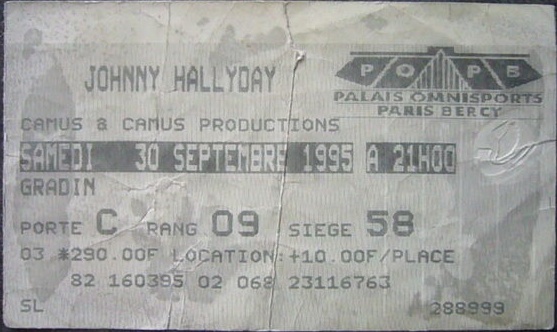 JOHNNY HALLYDAY
POPB
PALAIS OMNISPORTS
PARIS BERCY
CAMUS & CAMUS PRODUCTIONS
SAMEDI 30 SEPTEMBRE 1995 A 21H00
GRADIN
PORTE C RANG 09 SIEGE 58
03 *290.00F LOCATION:+10.00F/PLACE
82 160395 02 068 23116763
SL 288999